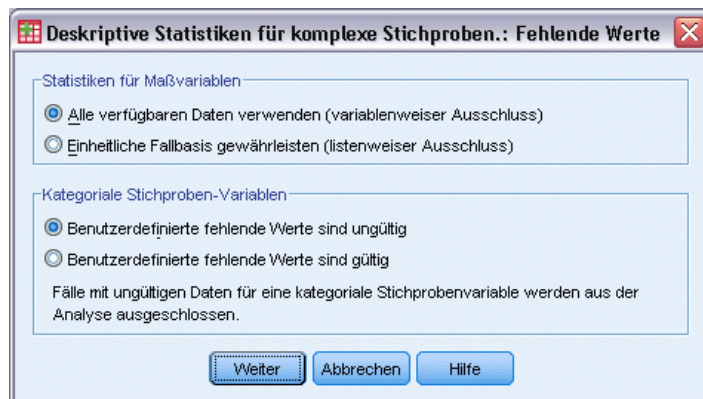 Deskriptive Statistiken für komplexe Stichproben.: Fehlende Werte
Statistiken für Maßvariablen
Alle verfügbaren Daten verwenden (variablenweiser Ausschluss)
Einheitliche Fallbasis gewährleisten (listenweiser Ausschluss)
Kategoriale Stichproben-Variablen
Benutzerdefinierte fehlende Werte sind ungültig
Benutzerdefinierte fehlende Werte sind gültig
Fälle mit ungültigen Daten für eine kategoriale Stichprobenvariable werden aus der
Analyse ausgeschlossen.
Weiter Abbrechen Hilfe